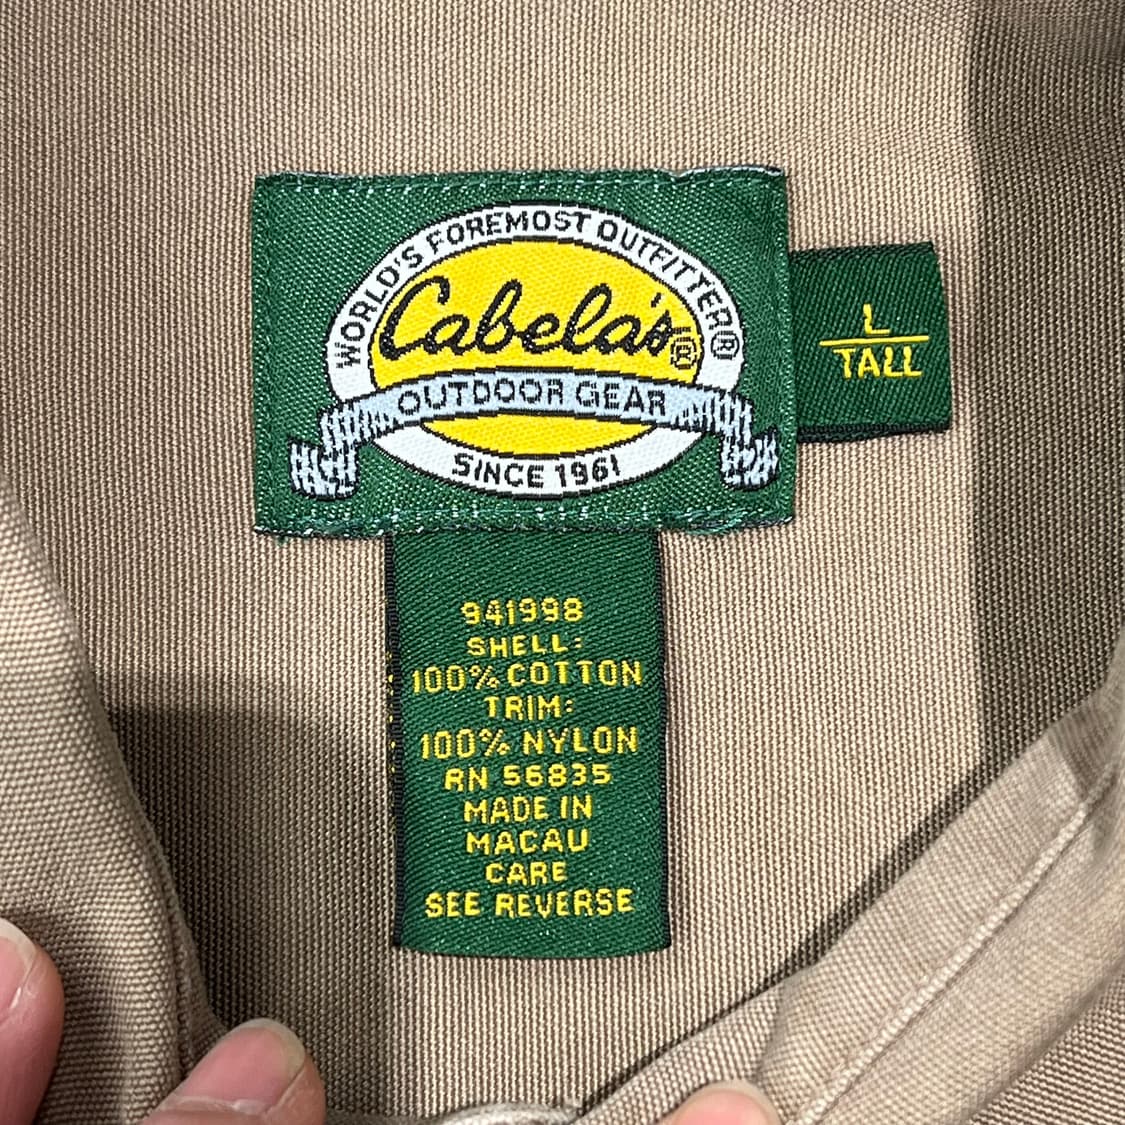 WORLD'S FOREMOST OUTFITTER®
Cabela's®
OUTDOOR GEAR
SINCE 1961
L
TALL
941998
SHELL:
100% COTTON
TRIM:
100% NYLON
RN 56835
MADE IN
MACAU
CARE
SEE REVERSE